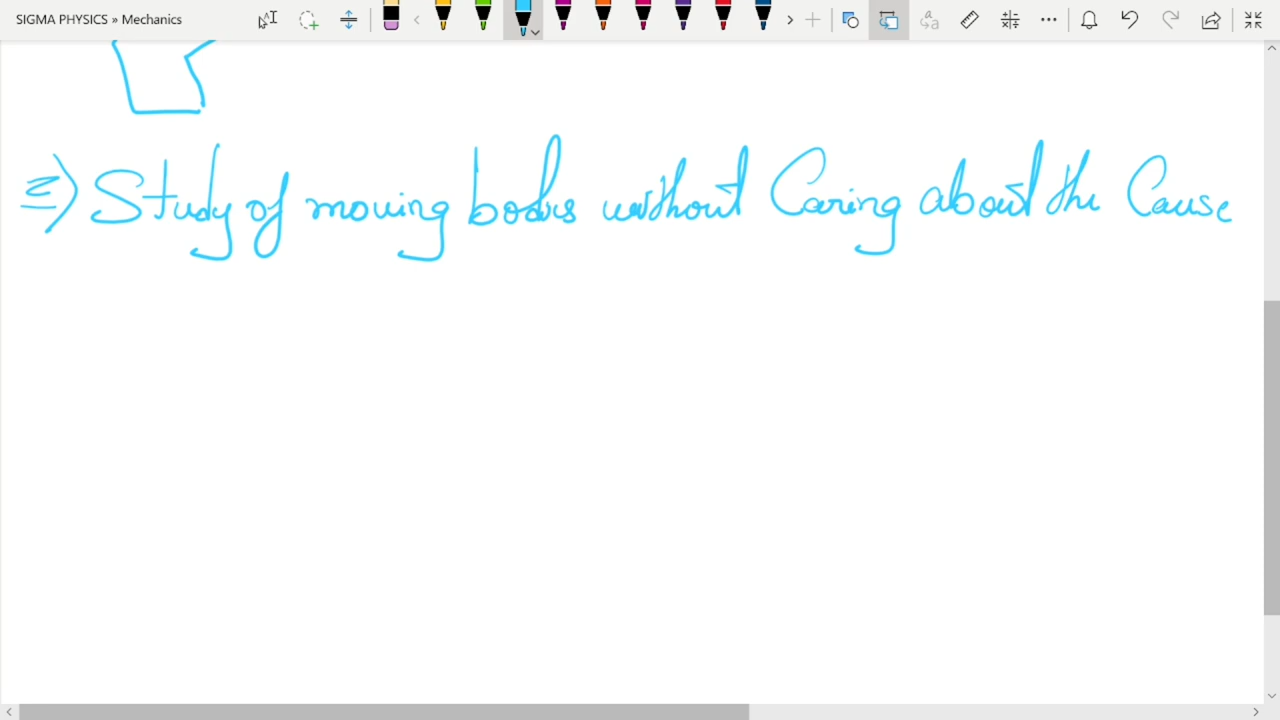 SIGMA PHYSICS » Mechanics
⇒ Study of moving bodies without Caring about the Cause